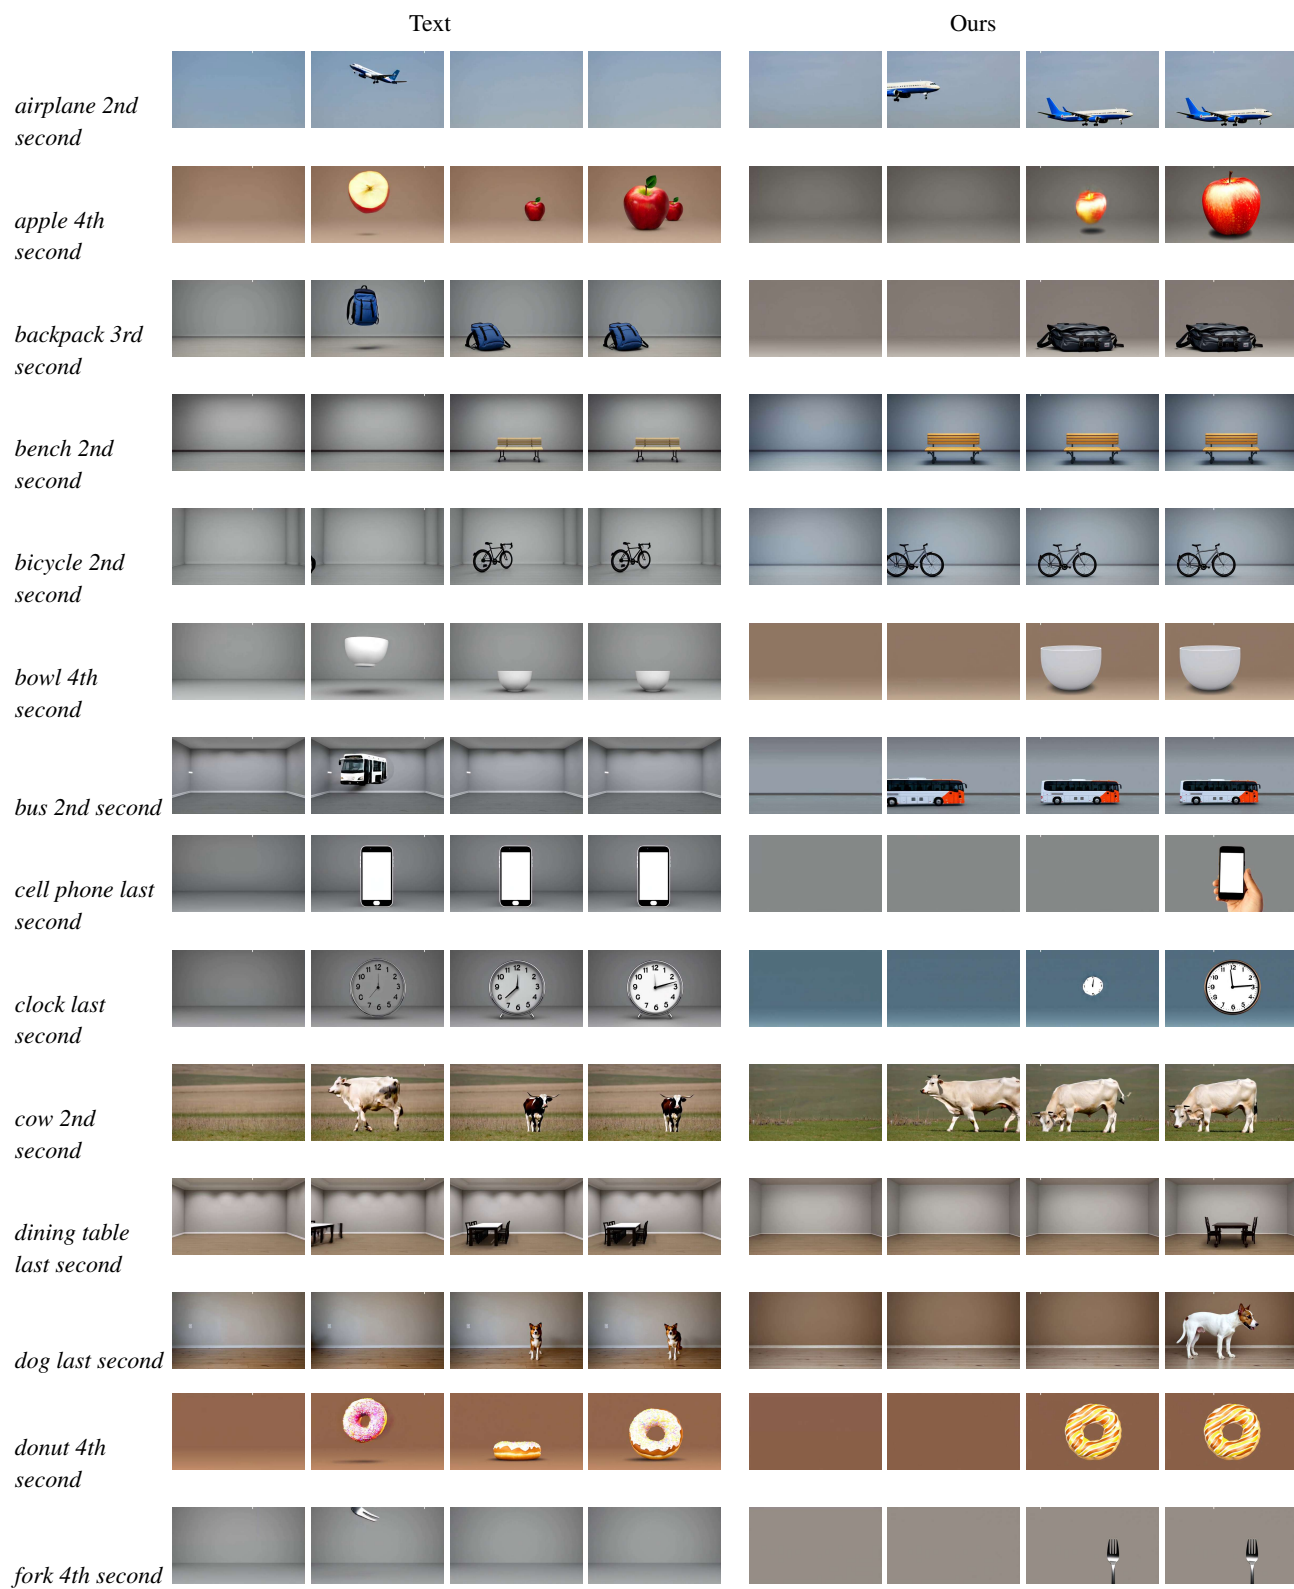 Text
Ours
airplane 2nd
second
apple 4th
second
backpack 3rd
second
bench 2nd
second
bicycle 2nd
second
bowl 4th
second
bus 2nd second
cell phone last
second
clock last
second
cow 2nd
second
dining table
last second
dog last second
donut 4th
second
fork 4th second